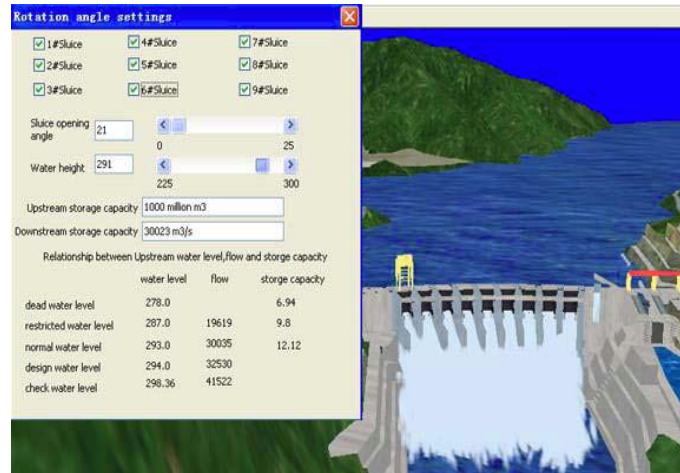 Rotation angle settings
1#Sluice 4#Sluice 7#Sluice
2#Sluice 5#Sluice 8#Sluice
3#Sluice 6#Sluice 9#Sluice
Sluice opening angle 21
0 25
Water height 291
225 300
Upstream storage capacity 1000 million m3
Downstream storage capacity 30023 m3/s
Relationship between Upstream water level,flow and storge capacity
water level flow storge capacity
dead water level 278.0 6.94
restricted water level 287.0 19619 9.8
normal water level 293.0 30035 12.12
design water level 294.0 32530
check water level 298.36 41522